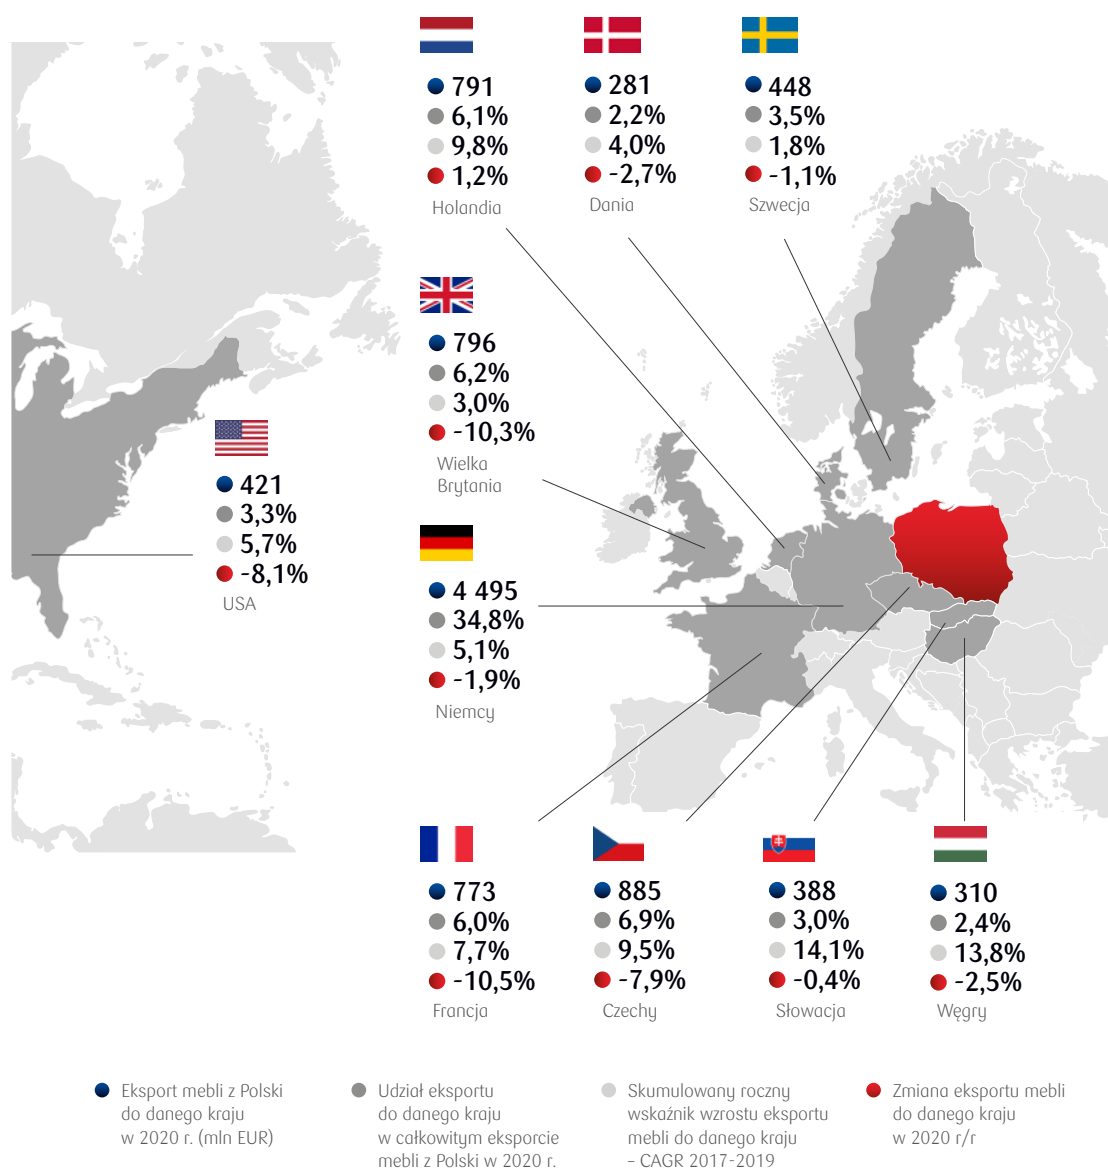 791
6,1%
9,8%
1,2%
Holandia
281
2,2%
4,0%
-2,7%
Dania
448
3,5%
1,8%
-1,1%
Szwecja
796
6,2%
3,0%
-10,3%
Wielka
Brytania
421
3,3%
5,7%
-8,1%
USA
4 495
34,8%
5,1%
-1,9%
Niemcy
773
6,0%
7,7%
-10,5%
Francja
885
6,9%
9,5%
-7,9%
Czechy
388
3,0%
14,1%
-0,4%
Słowacja
310
2,4%
13,8%
-2,5%
Węgry
Eksport mebli z Polski
do danego kraju
w 2020 r. (mln EUR)
Udział eksportu
do danego kraju
w całkowitym eksporcie
mebli z Polski w 2020 r.
Skumulowany roczny
wskaźnik wzrostu eksportu
mebli do danego kraju
– CAGR 2017-2019
Zmiana eksportu mebli
do danego kraju
w 2020 r/r